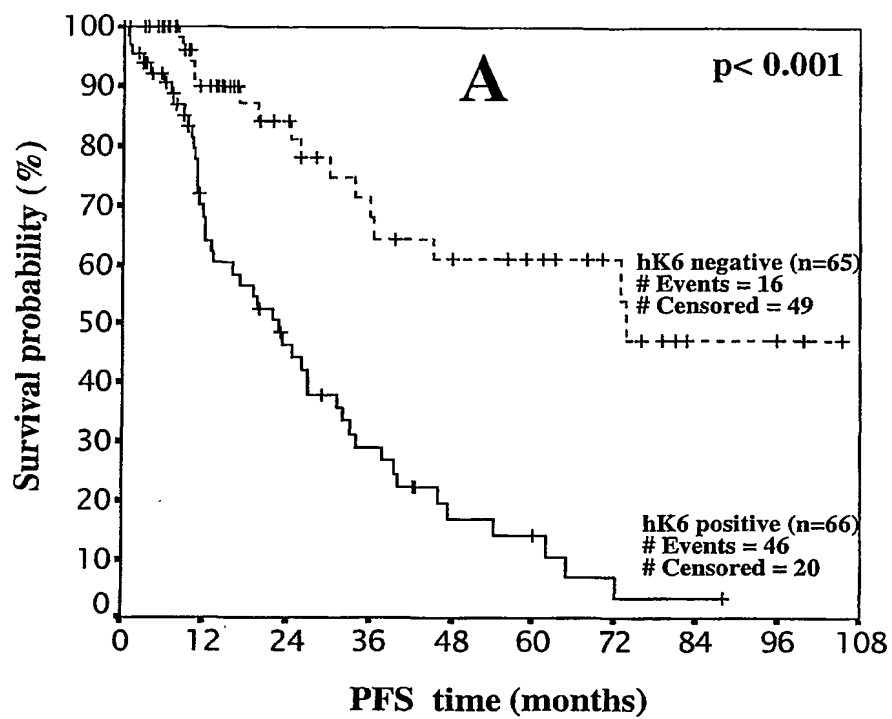 A
p< 0.001
Survival probability (%)
100
90
80
70
60
50
40
30
20
10
0
hK6 negative (n=65)
# Events = 16
# Censored = 49
hK6 positive (n=66)
# Events = 46
# Censored = 20
0 12 24 36 48 60 72 84 96 108
PFS time (months)